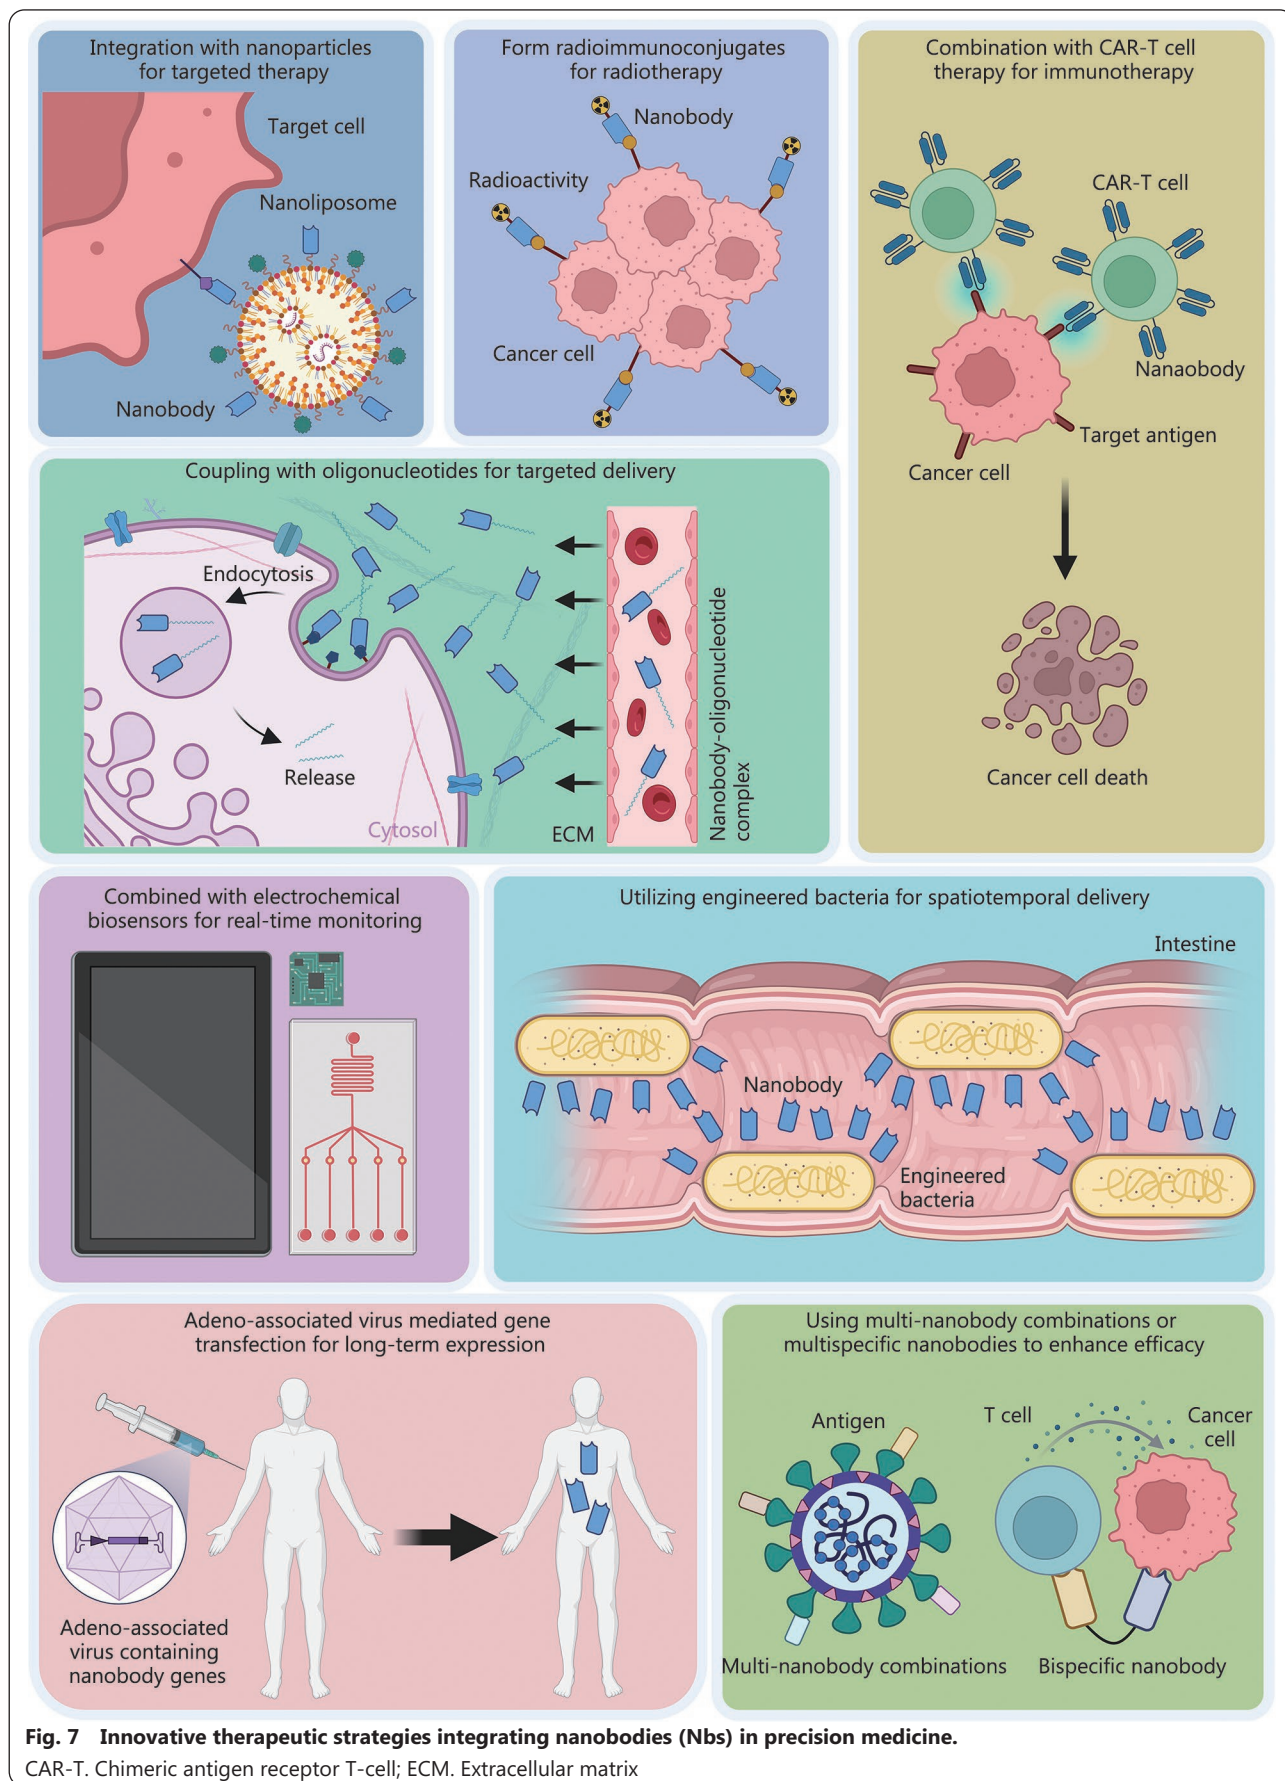 Integration with nanoparticles
for targeted therapy
Target cell
Nanoliposome
Nanobody
Form radioimmunoconjugates
for radiotherapy
Nanobody
Radioactivity
Cancer cell
Combination with CAR-T cell
therapy for immunotherapy
CAR-T cell
Nanaobody
Target antigen
Cancer cell
Cancer cell death
Coupling with oligonucleotides for targeted delivery
Endocytosis
Release
Cytosol
ECM
Nanobody-oligonucleotide
complex
Combined with electrochemical
biosensors for real-time monitoring
Utilizing engineered bacteria for spatiotemporal delivery
Intestine
Nanobody
Engineered
bacteria
Adeno-associated virus mediated gene
transfection for long-term expression
Adeno-associated
virus containing
nanobody genes
Using multi-nanobody combinations or
multispecific nanobodies to enhance efficacy
Antigen
T cell
Cancer
cell
Multi-nanobody combinations
Bispecific nanobody
Fig. 7 Innovative therapeutic strategies integrating nanobodies (Nbs) in precision medicine.
CAR-T. Chimeric antigen receptor T-cell; ECM. Extracellular matrix